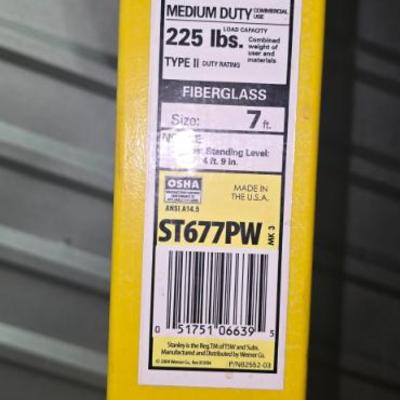 MEDIUM DUTY COMMERCIAL USE
LOAD CAPACITY
225 lbs. Combined weight of user and materials
TYPE II DUTY RATING
FIBERGLASS
Size: 7 ft.
Standing Level:
4 ft. 9 in.
OSHA
MADE IN THE U.S.A.
ANSI A14.5
ST677PW MK 3
0 51751 06639 5
Stanley is the Reg. TM of TSW and Subs.
Manufactured and Distributed by Werner Co.
P/N82552-03